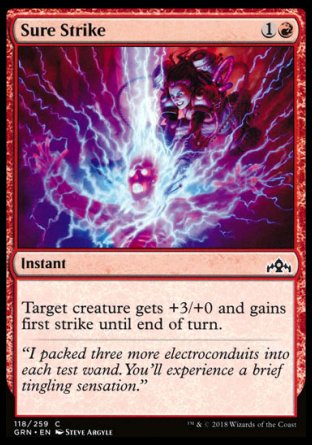 Sure Strike 1
Instant
Target creature gets +3/+0 and gains
first strike until end of turn.
"I packed three more electroconduits into
each test wand. You'll experience a brief
tingling sensation."
118/259 C
GRN • EN Steve Argyle
™ & © 2018 Wizards of the Coast